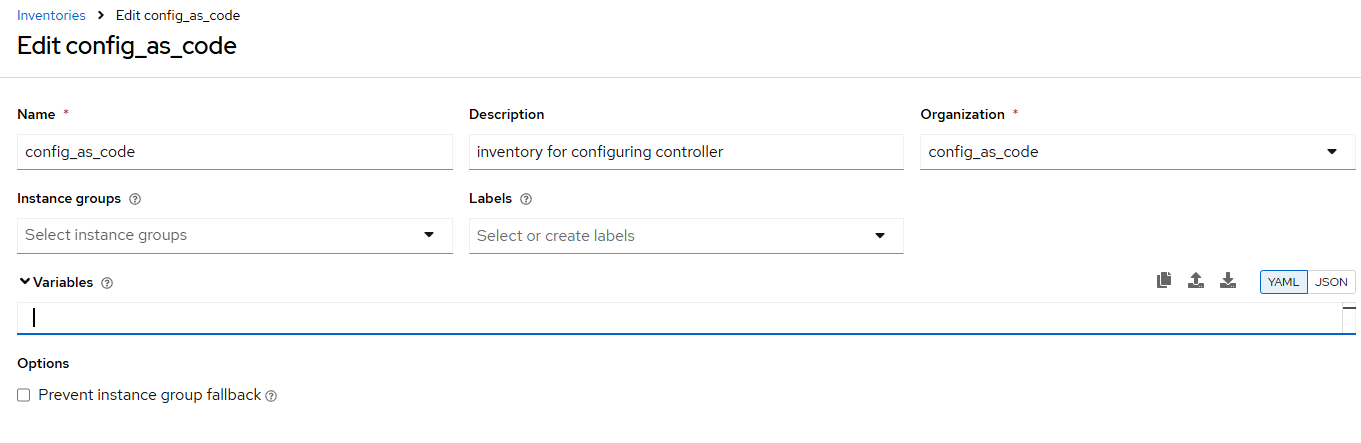 Inventories > Edit config_as_code
Edit config_as_code
Name * Description Organization *
config_as_code inventory for configuring controller config_as_code
Instance groups Labels
Select instance groups Select or create labels
Variables YAML JSON
Options
Prevent instance group fallback